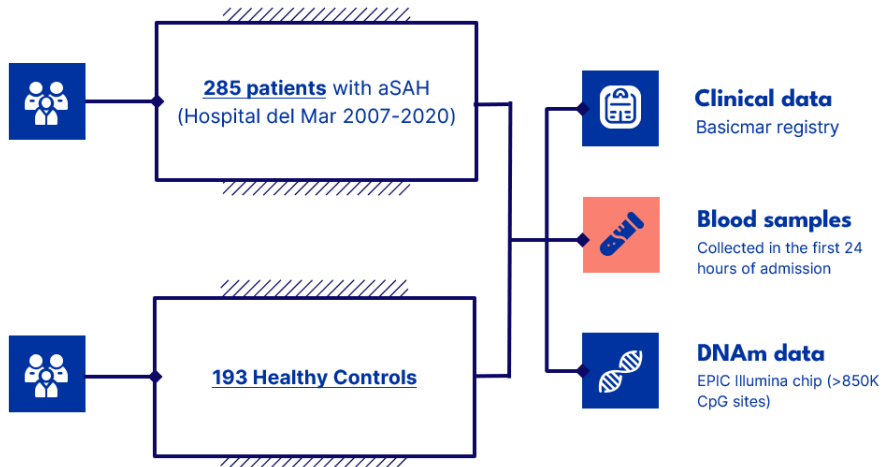 285 patients with aSAH
(Hospital del Mar 2007-2020)
193 Healthy Controls
Clinical data
Basicmar registry
Blood samples
Collected in the first 24
hours of admission
DNAm data
EPIC Illumina chip (>850K
CpG sites)